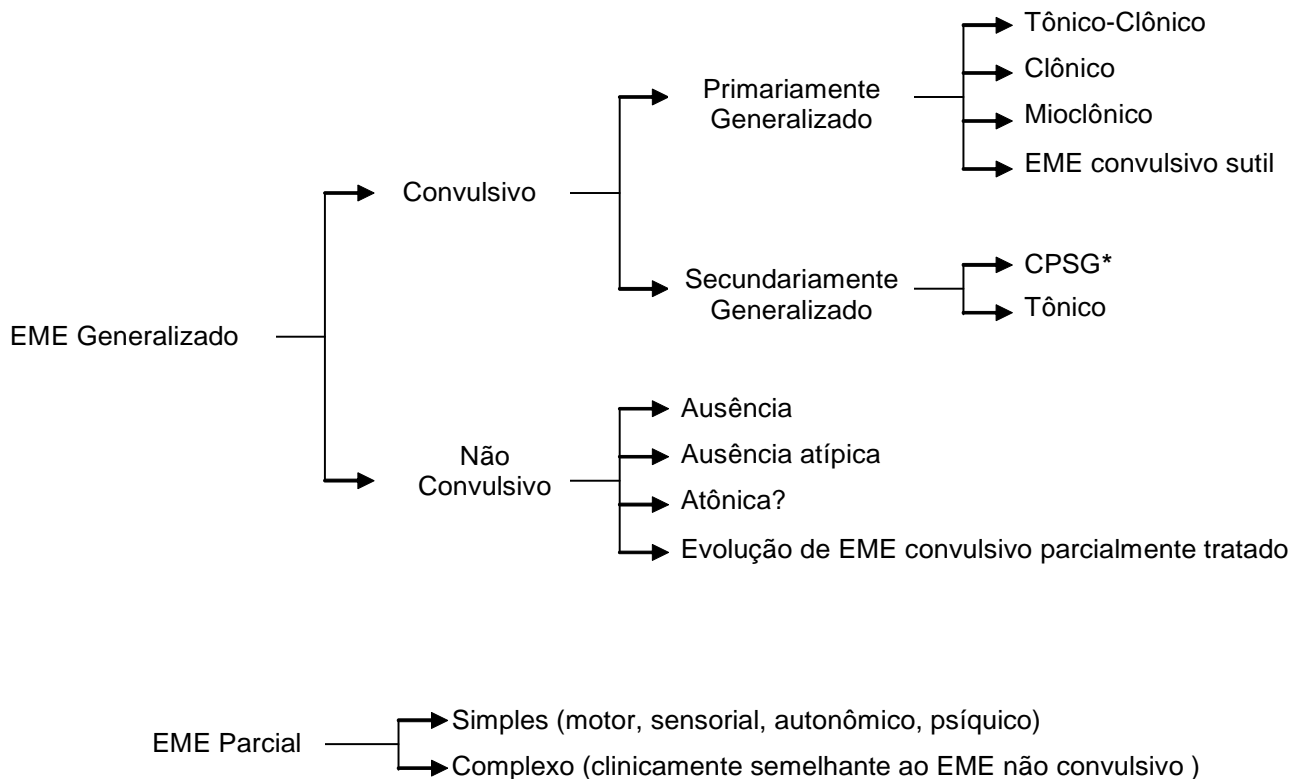 Tônico-Clônico
Clônico
Primariamente
Generalizado
Mioclônico
EME convulsivo sutil
Convulsivo
CPSG*
Secundariamente
Generalizado
Tônico
EME Generalizado
Ausência
Ausência atípica
Não
Convulsivo
Atônica?
Evolução de EME convulsivo parcialmente tratado
Simples (motor, sensorial, autonômico, psíquico)
EME Parcial
Complexo (clinicamente semelhante ao EME não convulsivo )